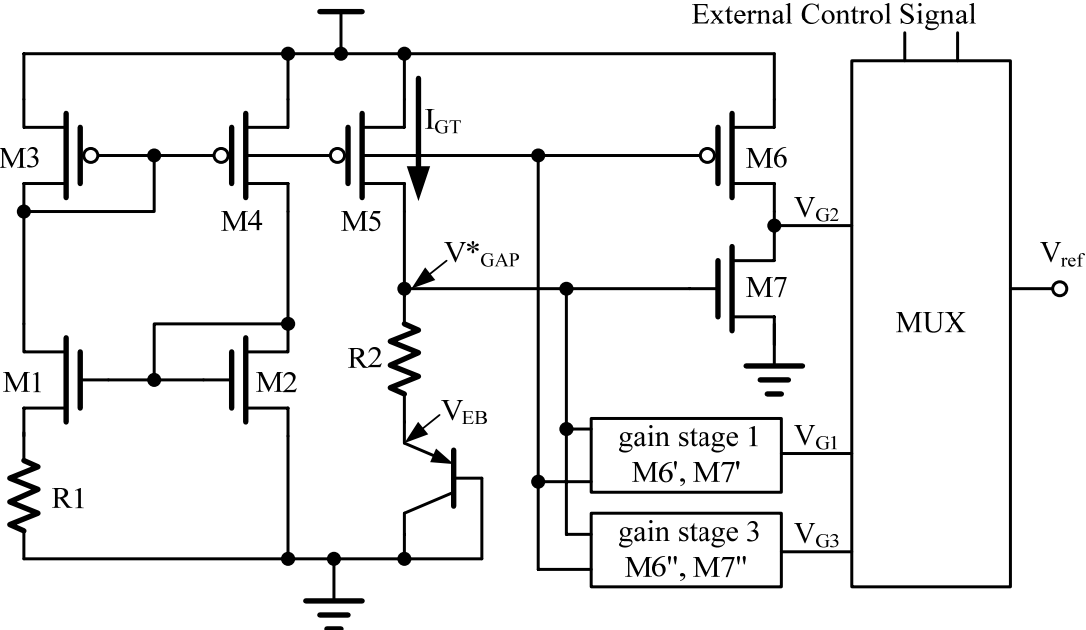 External Control Signal
I_GT
M3
M6
M4
M5
V_G2
V*_GAP
V_ref
M7
MUX
R2
M1
M2
V_EB
gain stage 1
M6', M7'
V_G1
R1
gain stage 3
M6", M7"
V_G3